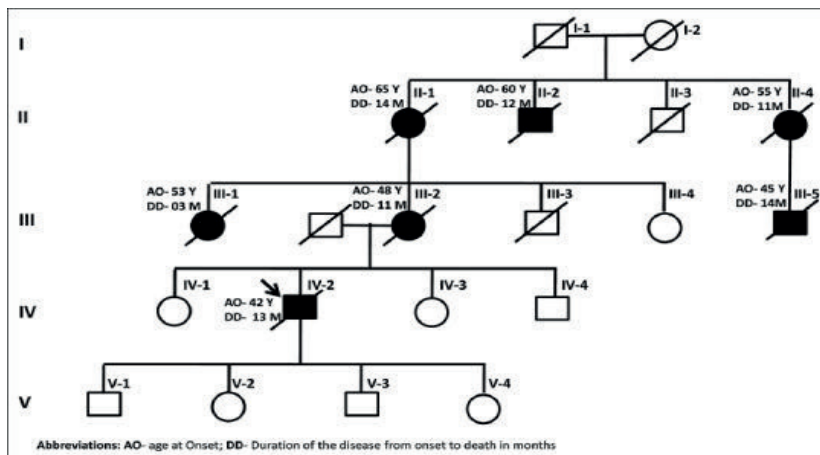 I
I-1
I-2
AO- 65 Y
DD- 14 M
II-1
AO- 60 Y
DD- 12 M
II-2
II-3
AO- 55 Y
DD- 11M
II-4
II
AO- 53 Y
DD- 03 M
III-1
AO- 48 Y
DD- 11 M
III-2
III-3
III-4
AO- 45 Y
DD- 14M
III-5
III
IV-1
AO- 42 Y
DD- 13 M
IV-2
IV-3
IV-4
IV
V-1
V-2
V-3
V-4
V
Abbreviations: AO- age at Onset; DD- Duration of the disease from onset to death in months